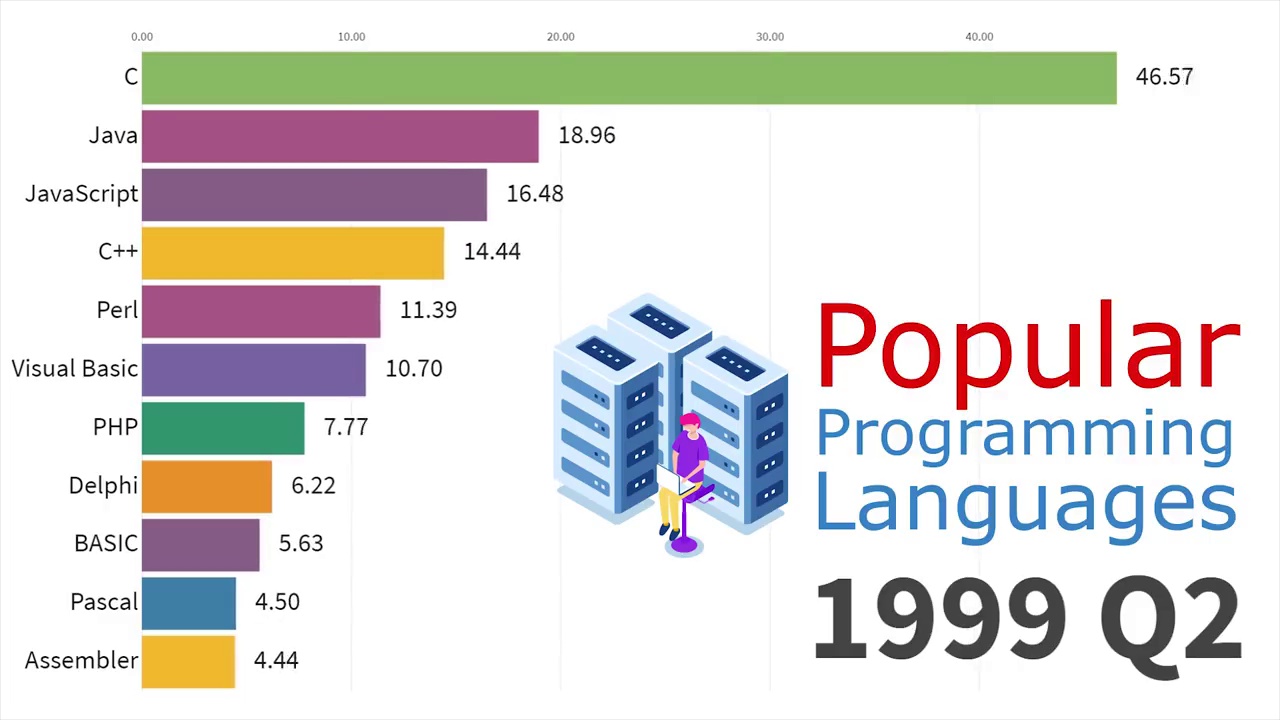 0.00 10.00 20.00 30.00 40.00
C 46.57
Java 18.96
JavaScript 16.48
C++ 14.44
Perl 11.39
Visual Basic 10.70
PHP 7.77
Delphi 6.22
BASIC 5.63
Pascal 4.50
Assembler 4.44
Popular
Programming
Languages
1999 Q2